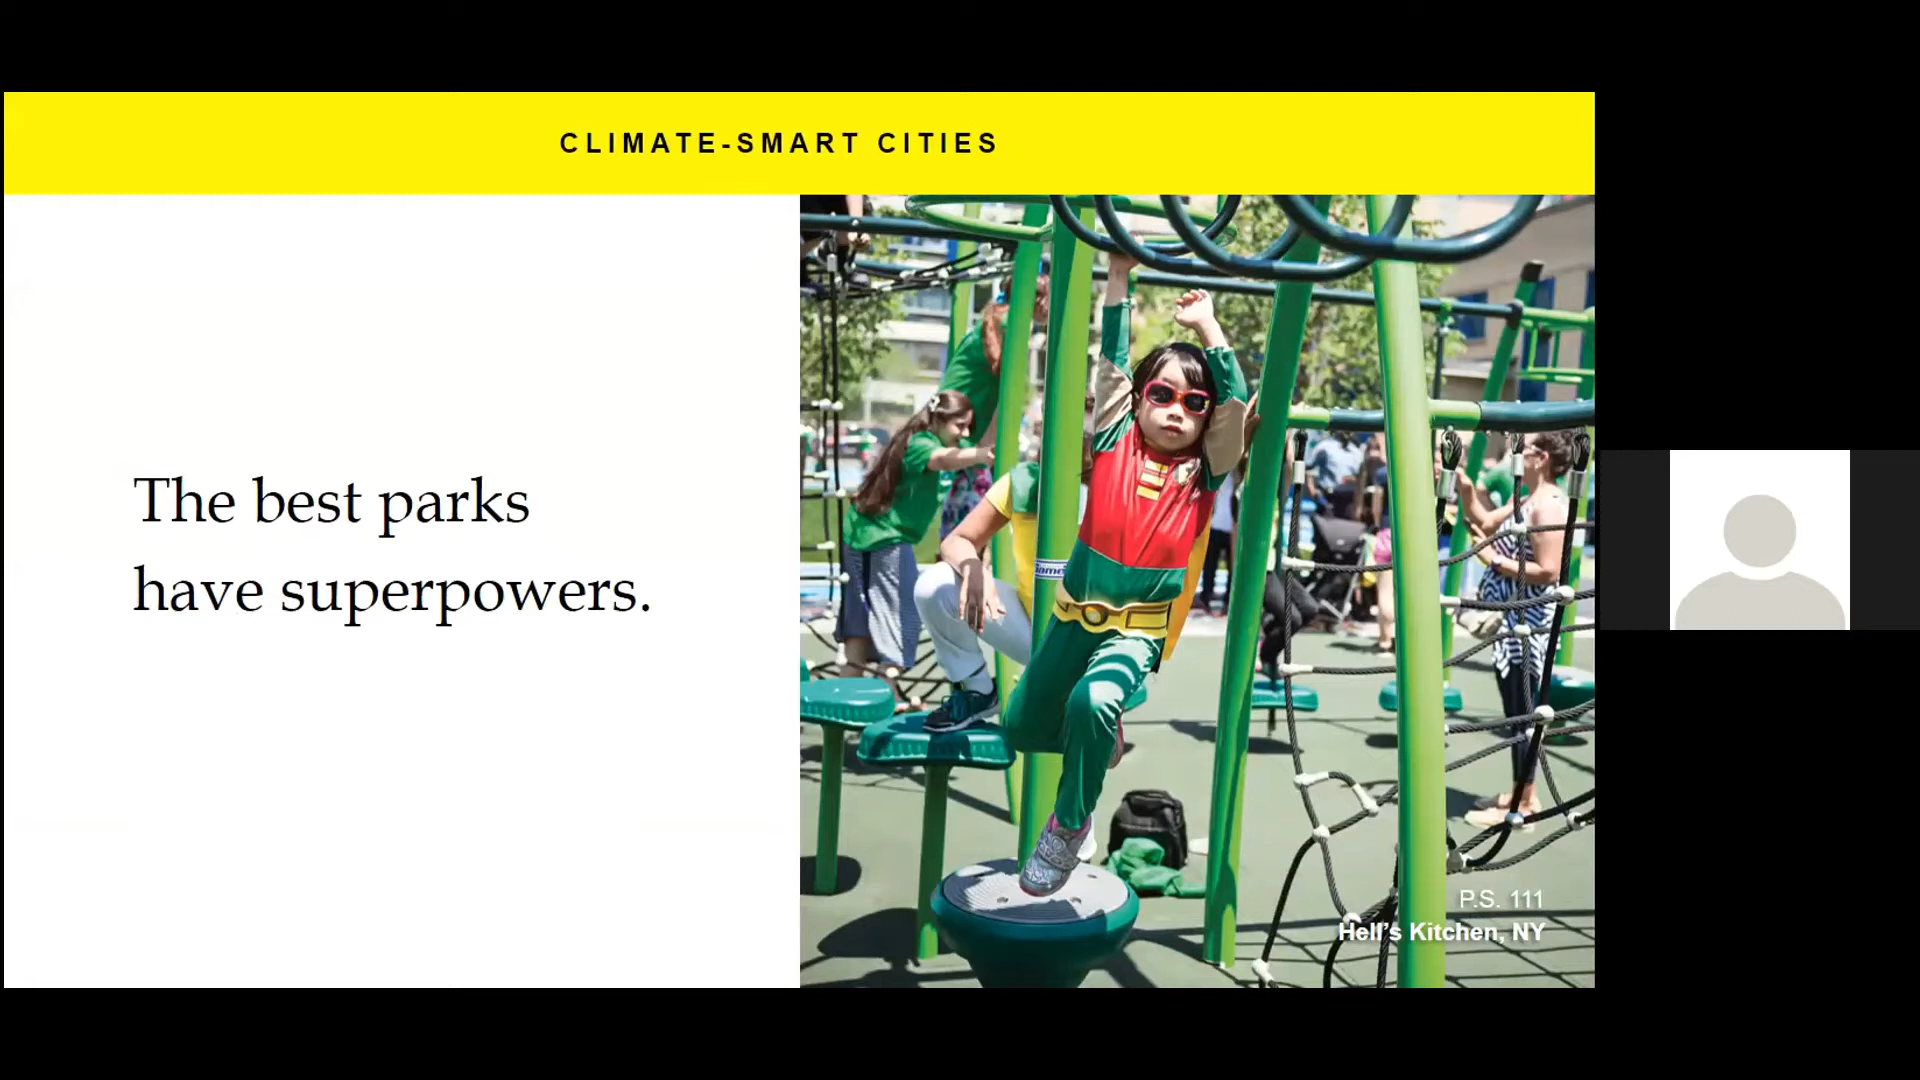 CLIMATE-SMART CITIES
The best parks
have superpowers.
P.S. 111
Hell's Kitchen, NY